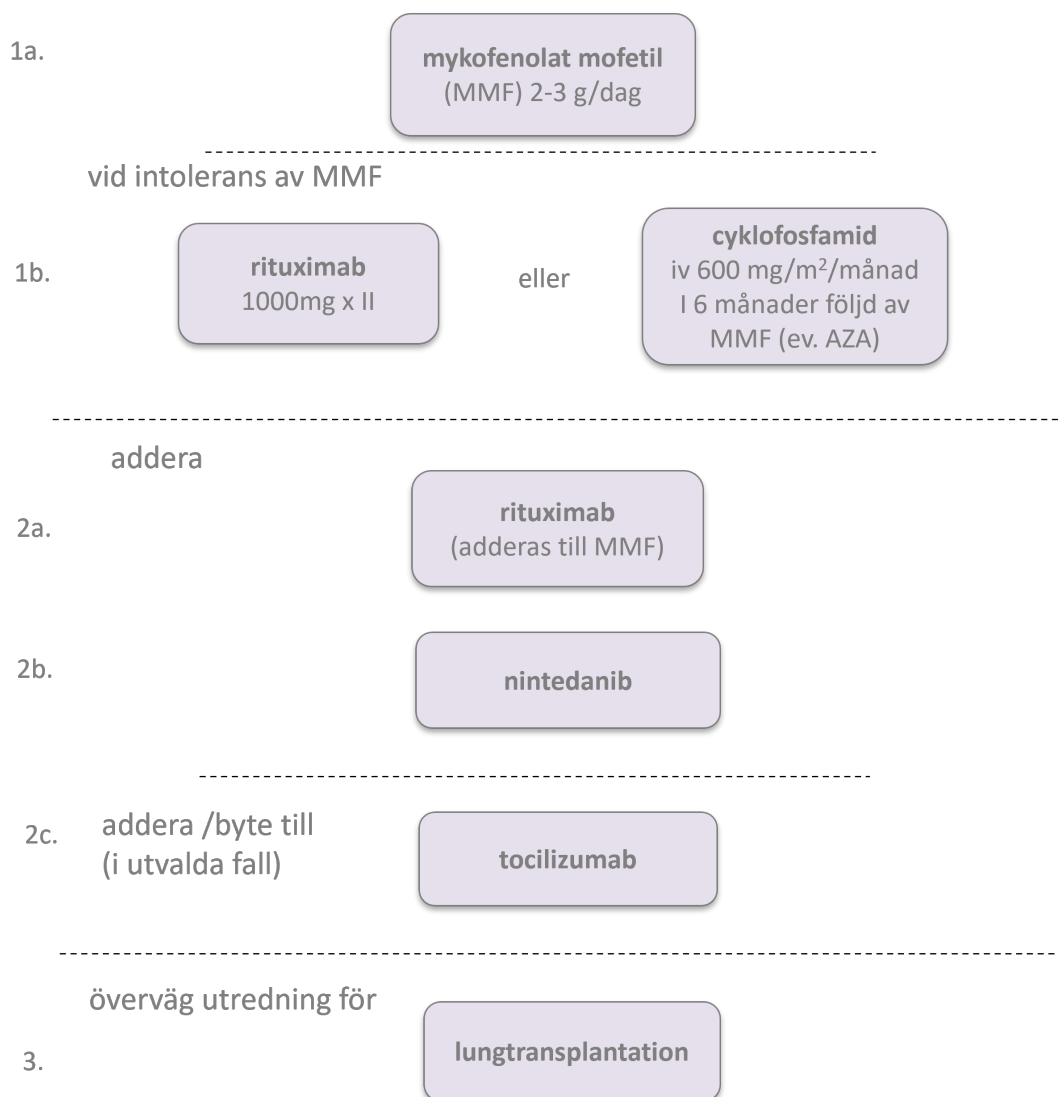 1a.
mykofenolat mofetil
(MMF) 2-3 g/dag
vid intolerans av MMF
1b.
rituximab
1000mg x II
eller
cyklofosfamid
iv 600 mg/m²/månad
I 6 månader följd av
MMF (ev. AZA)
addera
2a.
rituximab
(adderas till MMF)
2b.
nintedanib
2c.
addera /byte till
(i utvalda fall)
tocilizumab
överväg utredning för
3.
lungtransplantation